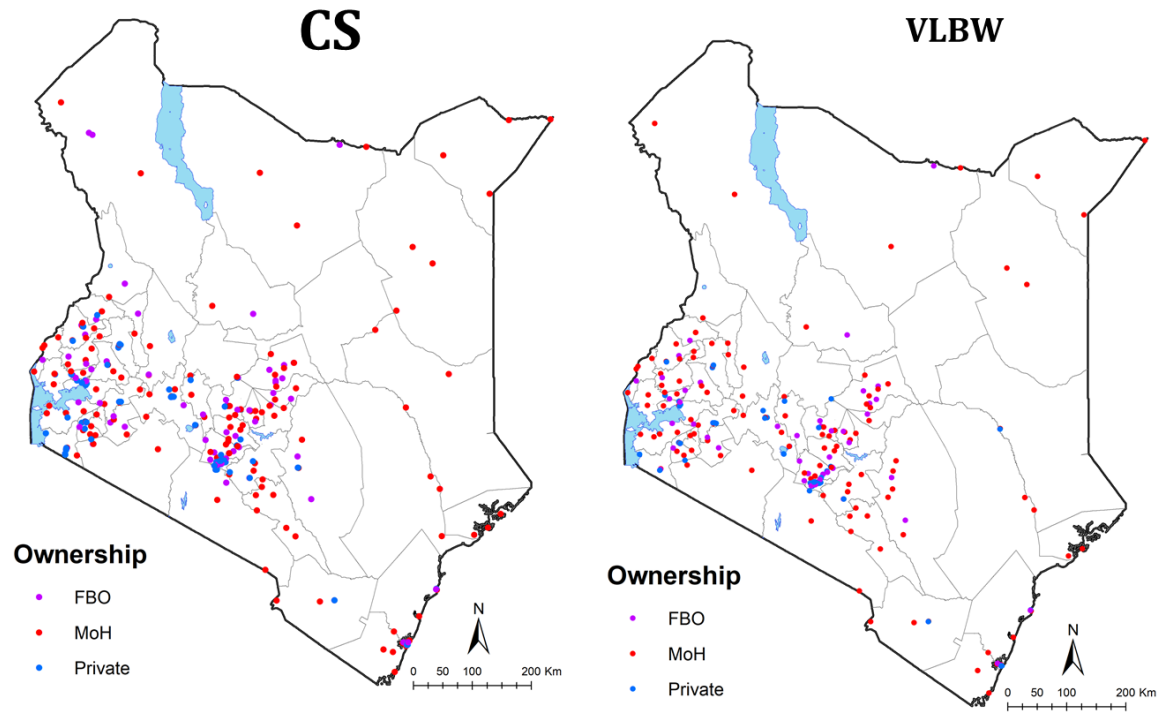 CS
VLBW
Ownership
FBO
MoH
Private
N
0 50 100 200 Km
Ownership
FBO
MoH
Private
N
0 50 100 200 Km